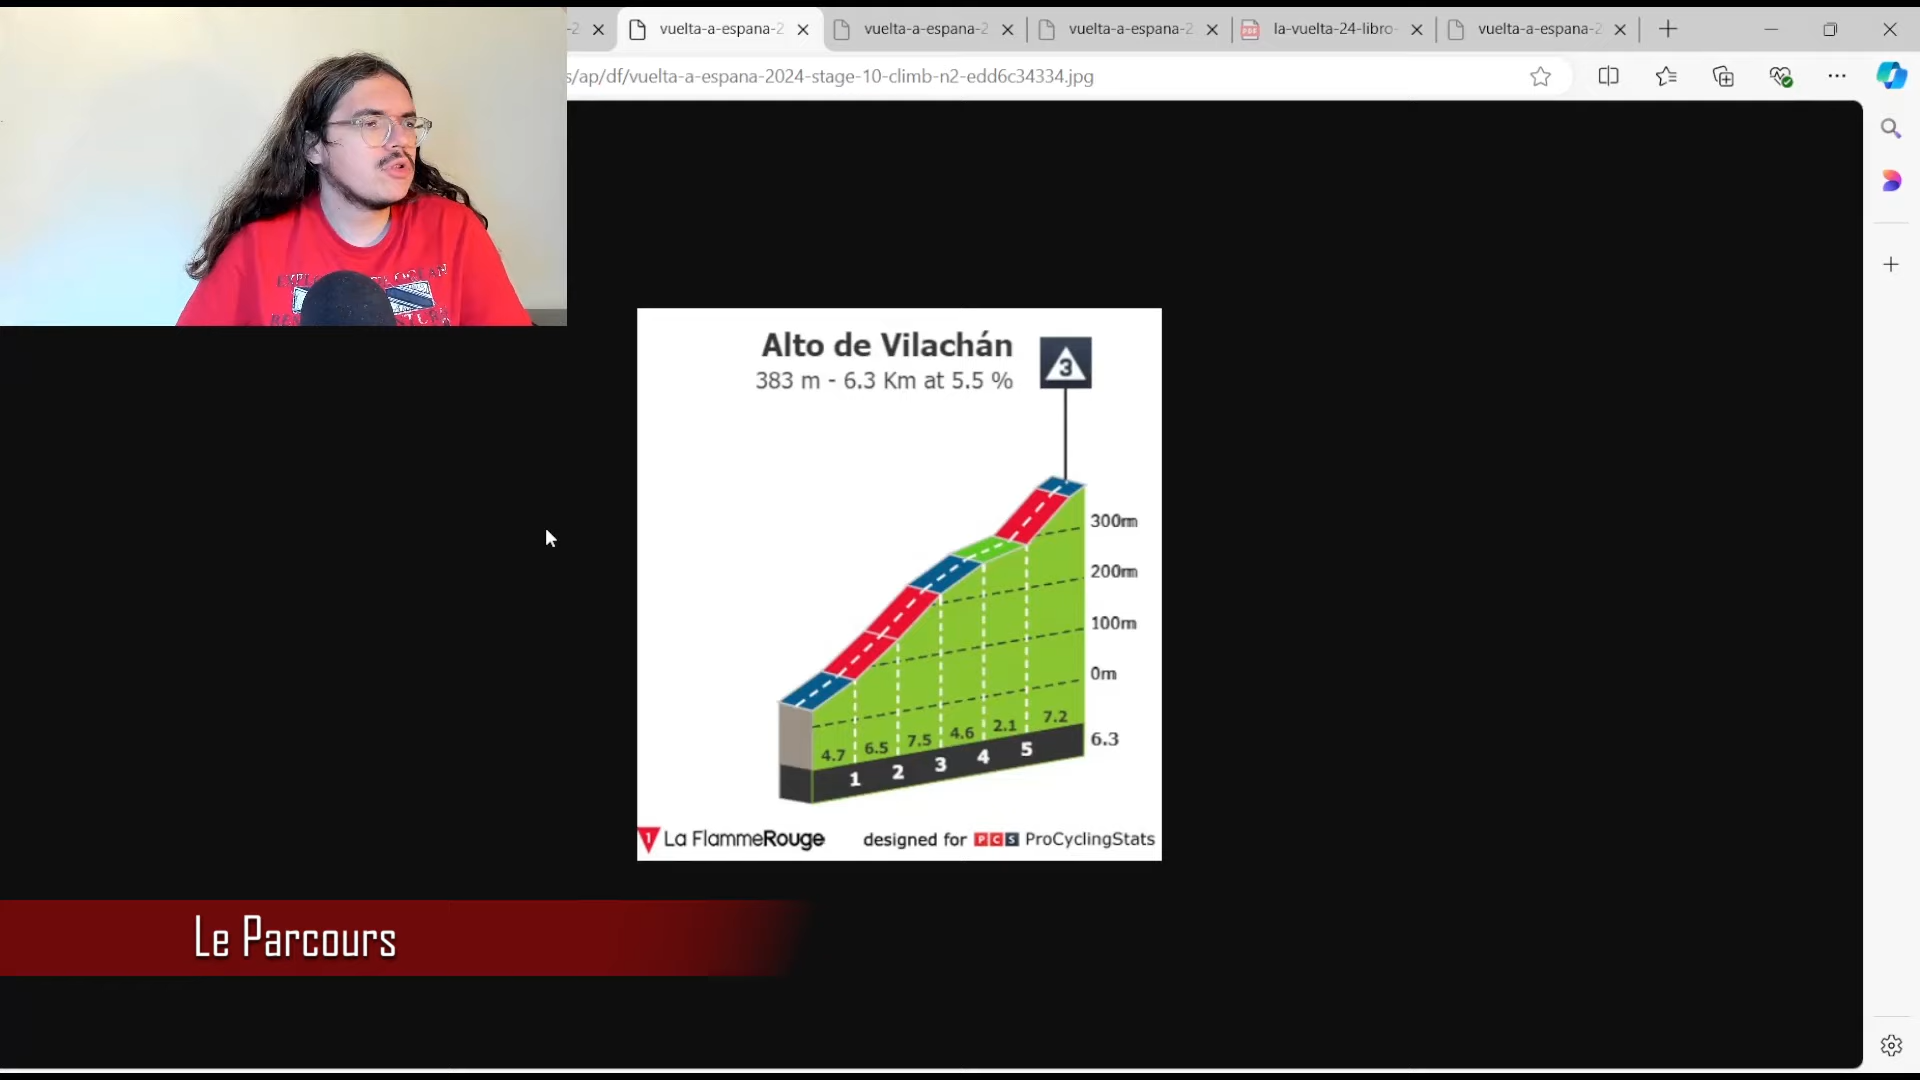 vuelta-a-espana-2
vuelta-a-espana-2
vuelta-a-espana-2
la-vuelta-24-libro-
vuelta-a-espana-2
s/ap/df/vuelta-a-espana-2024-stage-10-climb-n2-edd6c34334.jpg
Alto de Vilachán
383 m - 6.3 Km at 5.5 %
3
300m
200m
100m
0m
4.7 6.5 7.5 4.6 2.1 7.2
1 2 3 4 5 6.3
1 La FlammeRouge designed for PCS ProCyclingStats
Le Parcours